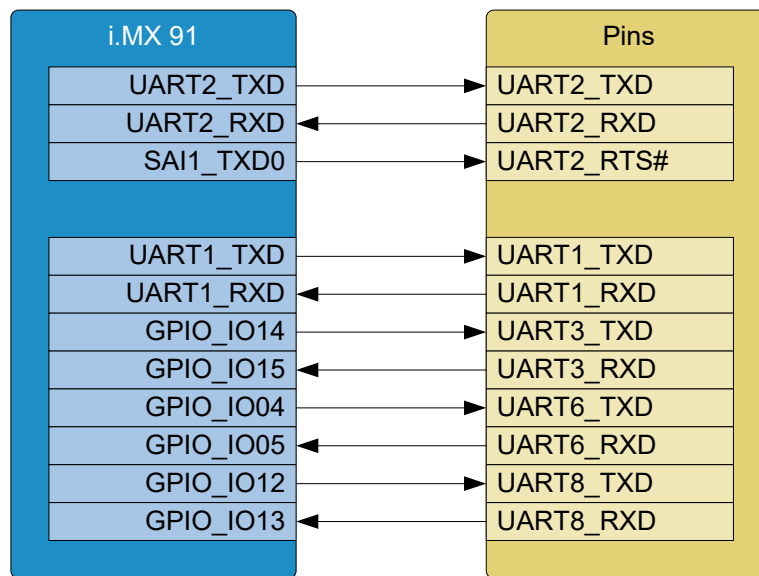 i.MX 91
Pins
UART2_TXD
UART2_TXD
UART2_RXD
UART2_RXD
SAI1_TXD0
UART2_RTS#
UART1_TXD
UART1_TXD
UART1_RXD
UART1_RXD
GPIO_IO14
UART3_TXD
GPIO_IO15
UART3_RXD
GPIO_IO04
UART6_TXD
GPIO_IO05
UART6_RXD
GPIO_IO12
UART8_TXD
GPIO_IO13
UART8_RXD